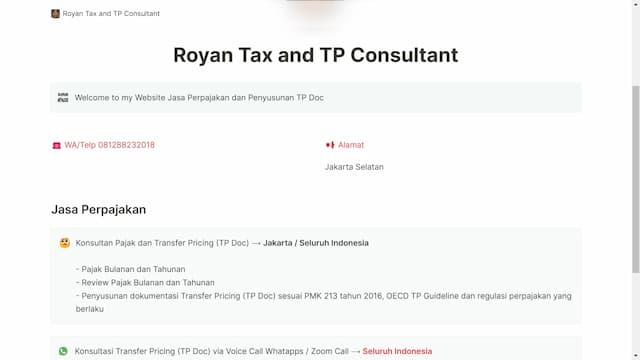 Royan Tax and TP Consultant
Royan Tax and TP Consultant
Welcome to my Website Jasa Perpajakan dan Penyusunan TP Doc
WA/Telp 081288232018
Alamat
Jakarta Selatan
Jasa Perpajakan
Konsultan Pajak dan Transfer Pricing (TP Doc) → Jakarta / Seluruh Indonesia
- Pajak Bulanan dan Tahunan
- Review Pajak Bulanan dan Tahunan
- Penyusunan dokumentasi Transfer Pricing (TP Doc) sesuai PMK 213 tahun 2016, OECD TP Guideline dan regulasi perpajakan yang
berlaku
Konsultasi Transfer Pricing (TP Doc) via Voice Call Whatapps / Zoom Call → Seluruh Indonesia